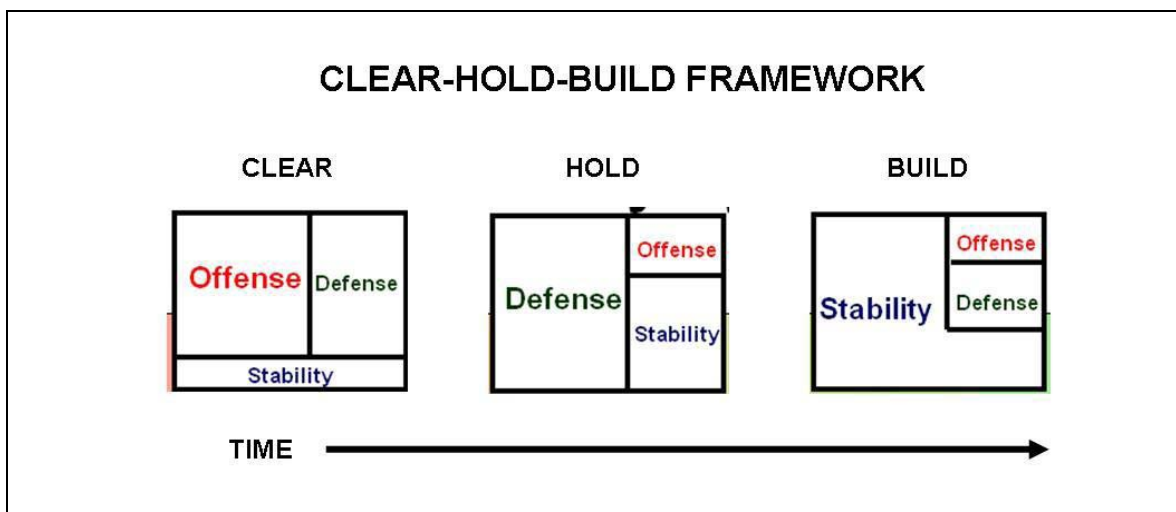 CLEAR-HOLD-BUILD FRAMEWORK
CLEAR
Offense
Defense
Stability
HOLD
Defense
Offense
Stability
BUILD
Stability
Offense
Defense
TIME